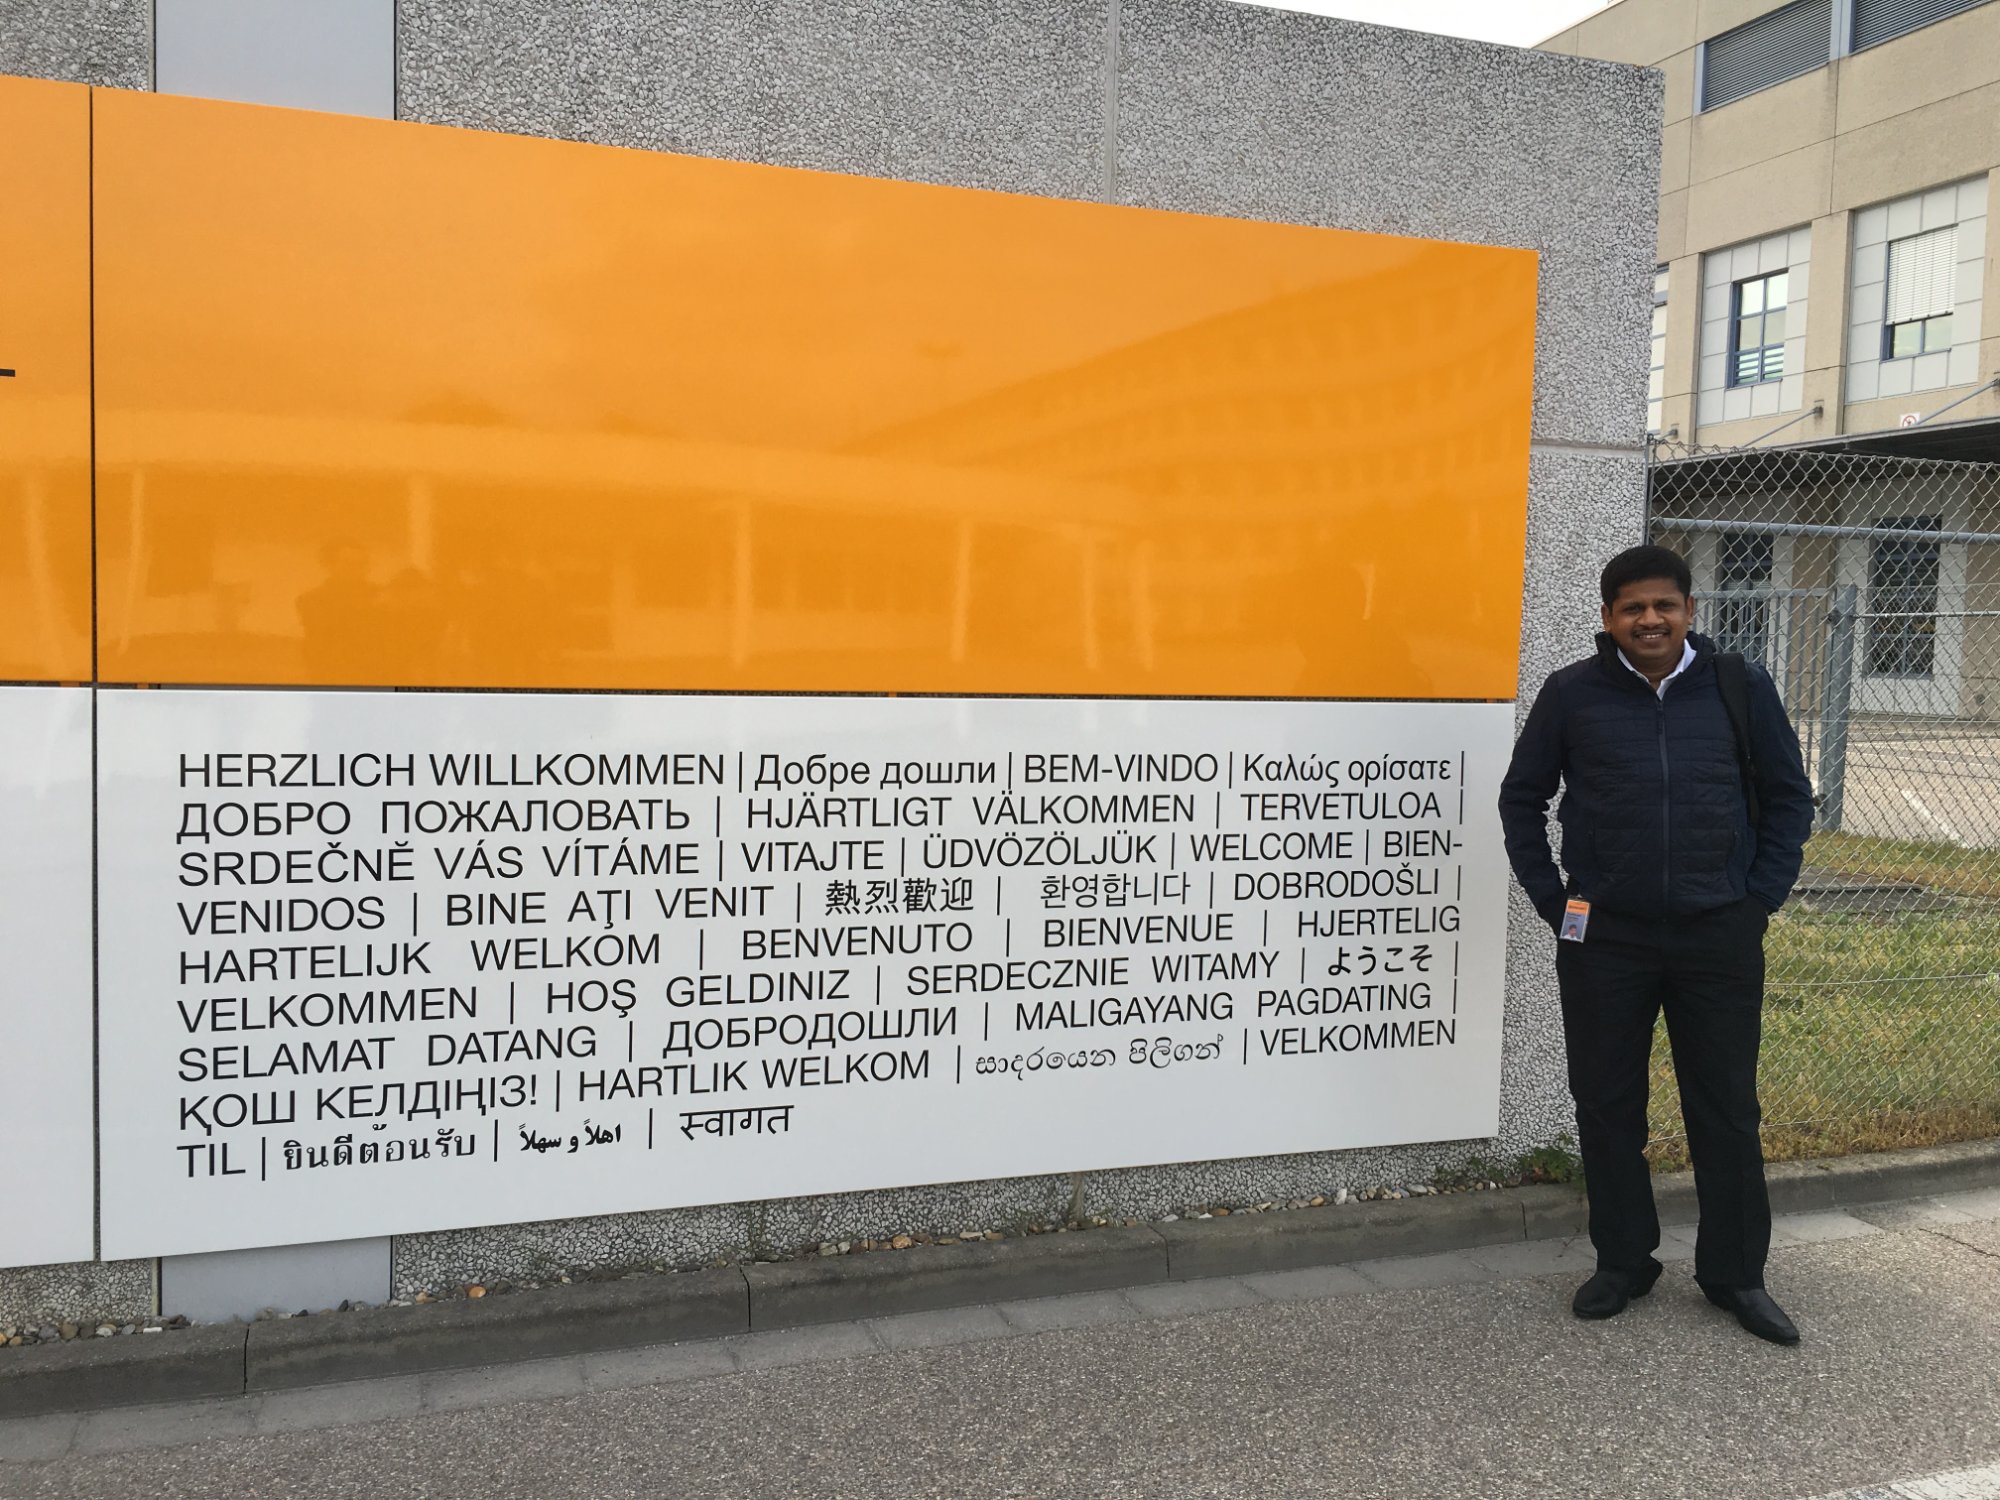 HERZLICH WILLKOMMEN | Добре дошли | BEM-VINDO | Καλώς ορίσατε |
ДОБРО ПОЖАЛОВАТЬ | HJÄRTLIGT VÄLKOMMEN | TERVETULOA |
SRDEČNĚ VÁS VÍTÁME | VITAJTE | ÜDVÖZÖLJÜK | WELCOME | BIEN-
VENIDOS | BINE AŢI VENIT | 熱烈歡迎 | 환영합니다 | DOBRODOŠLI |
HARTELIJK WELKOM | BENVENUTO | BIENVENUE | HJERTELIG
VELKOMMEN | HOŞ GELDINIZ | SERDECZNIE WITAMY | ようこそ |
SELAMAT DATANG | ДОБРОДОШЛИ | MALIGAYANG PAGDATING |
ҚОШ КЕЛДІҢІЗ! | HARTLIK WELKOM | සාදරයෙන පිලිගන් | VELKOMMEN
TIL | ยินดีต้อนรับ | اهلاً و سهلاً | स्वागत